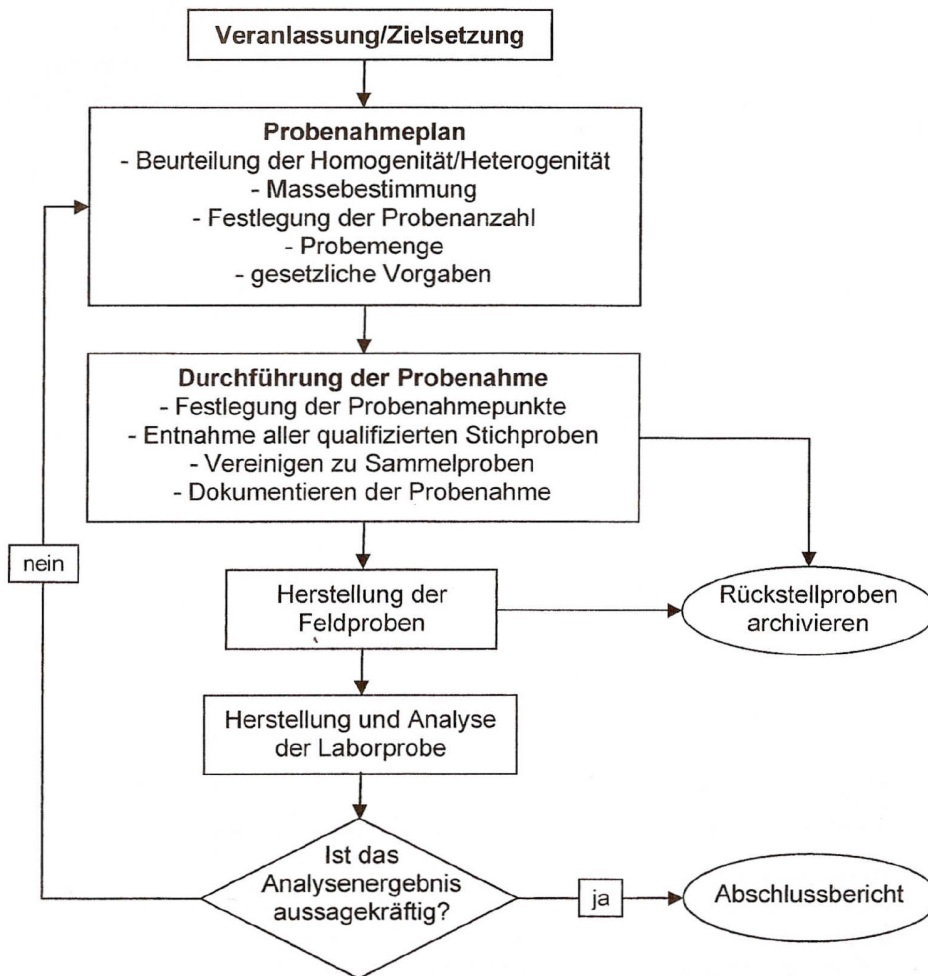 Veranlassung/Zielsetzung
Probenahmeplan
- Beurteilung der Homogenität/Heterogenität
- Massebestimmung
- Festlegung der Probenanzahl
- Probemenge
- gesetzliche Vorgaben
Durchführung der Probenahme
- Festlegung der Probenahmepunkte
- Entnahme aller qualifizierten Stichproben
- Vereinigen zu Sammelproben
- Dokumentieren der Probenahme
nein
Herstellung der
Feldproben
Rückstellproben
archivieren
Herstellung und Analyse
der Laborprobe
Ist das
Analysenergebnis
aussagekräftig?
ja
Abschlussbericht